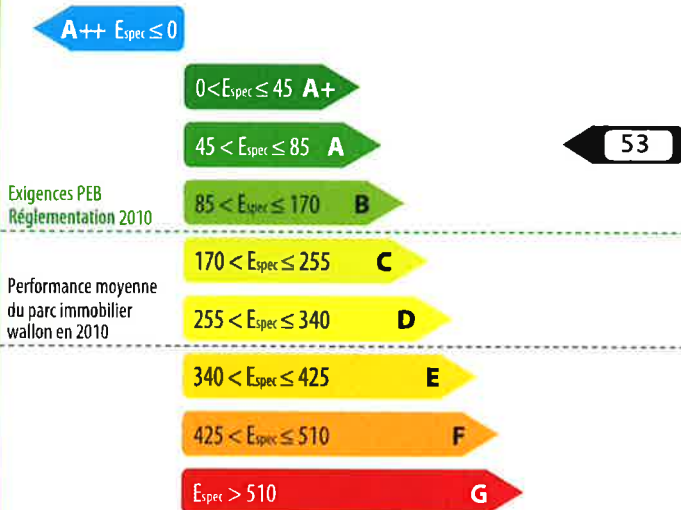 A++ Espec ≤ 0
0 < Espec ≤ 45 A+
45 < Espec ≤ 85 A
53
Exigences PEB
Réglementation 2010
85 < Espec ≤ 170 B
170 < Espec ≤ 255 C
Performance moyenne
du parc immobilier
wallon en 2010
255 < Espec ≤ 340 D
340 < Espec ≤ 425 E
425 < Espec ≤ 510 F
Espec > 510 G